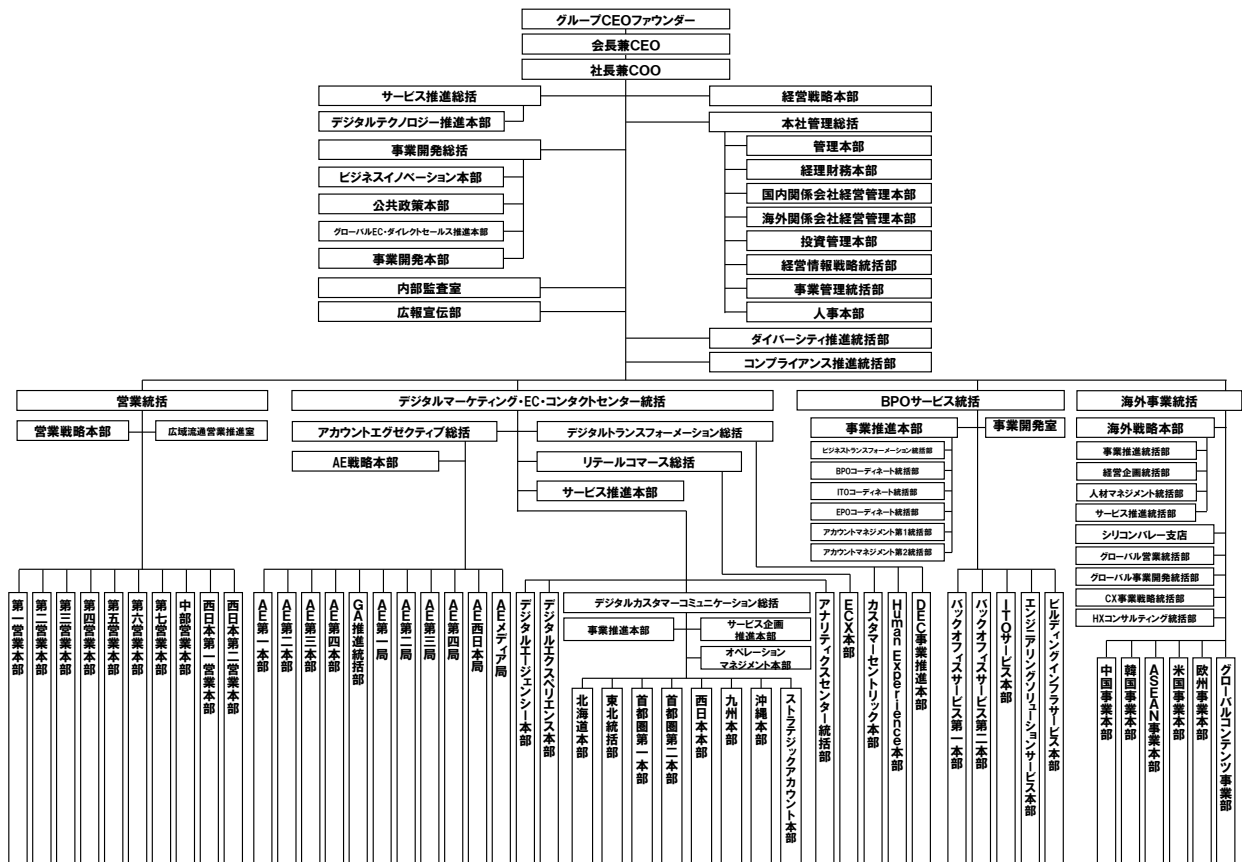 グループCEOファウンダー
会長兼CEO
社長兼COO
サービス推進総括
経営戦略本部
デジタルテクノロジー推進本部
本社管理総括
事業開発総括
管理本部
ビジネスイノベーション本部
経理財務本部
公共政策本部
国内関係会社経営管理本部
グローバルEC・ダイレクトセールス推進本部
海外関係会社経営管理本部
事業開発本部
投資管理本部
経営情報戦略統括部
内部監査室
事業管理統括部
広報宣伝部
人事本部
ダイバーシティ推進統括部
コンプライアンス推進統括部
営業統括
デジタルマーケティング・EC・コンタクトセンター統括
BPOサービス統括
海外事業統括
営業戦略本部
広域流通営業推進室
アカウントエグゼクティブ総括
デジタルトランスフォーメーション総括
事業推進本部
事業開発室
海外戦略本部
AE戦略本部
リテールコマース総括
サービス推進本部
ビジネストランスフォーメーション統括部
BPOコーディネート統括部
ITOコーディネート統括部
EPOコーディネート統括部
アカウントマネジメント第1統括部
アカウントマネジメント第2統括部
事業推進統括部
経営企画統括部
人材マネジメント統括部
サービス推進統括部
シリコンバレー支店
グローバル営業統括部
グローバル事業開発統括部
CX事業戦略統括部
HXコンサルティング統括部
第一営業本部
第二営業本部
第三営業本部
第四営業本部
第五営業本部
第六営業本部
第七営業本部
中部営業本部
西日本第一営業本部
西日本第二営業本部
AE第一本部
AE第二本部
AE第三本部
AE第四本部
GA推進統括部
AE第一局
AE第二局
AE第三局
AE第四局
AE西日本局
AEメディア局
デジタルエージェンシー本部
デジタルエクスペリエンス本部
デジタルカスタマーコミュニケーション総括
事業推進本部
サービス企画
推進本部
オペレーション
マネジメント本部
北海道本部
東北統括部
首都圏第一本部
首都圏第二本部
西日本本部
九州本部
沖縄本部
ストラテジックアカウント本部
アナリティクスセンター統括部
ECX本部
カスタマーセントリック本部
Human Experience本部
DEC事業推進本部
バックオフィスサービス第一本部
バックオフィスサービス第二本部
ITOサービス本部
エンジニアリングソリューションサービス本部
ビルディングインフラサービス本部
中国事業本部
韓国事業本部
ASEAN事業本部
米国事業本部
欧州事業本部
グローバルコンテンツ事業部